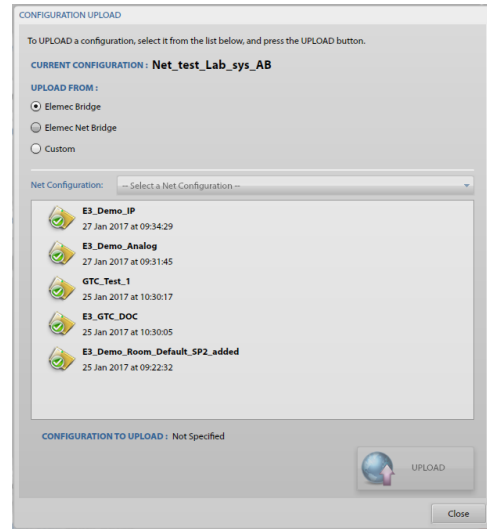 CONFIGURATION UPLOAD
To UPLOAD a configuration, select it from the list below, and press the UPLOAD button.
CURRENT CONFIGURATION : Net_test_Lab_sys_AB
UPLOAD FROM :
Elemec Bridge
Elemec Net Bridge
Custom
Net Configuration: -- Select a Net Configuration --
E3_Demo_IP
27 Jan 2017 at 09:34:29
E3_Demo_Analog
27 Jan 2017 at 09:31:45
GTC_Test_1
25 Jan 2017 at 10:30:17
E3_GTC_DOC
25 Jan 2017 at 10:30:05
E3_Demo_Room_Default_SP2_added
25 Jan 2017 at 09:22:32
CONFIGURATION TO UPLOAD : Not Specified
UPLOAD
Close